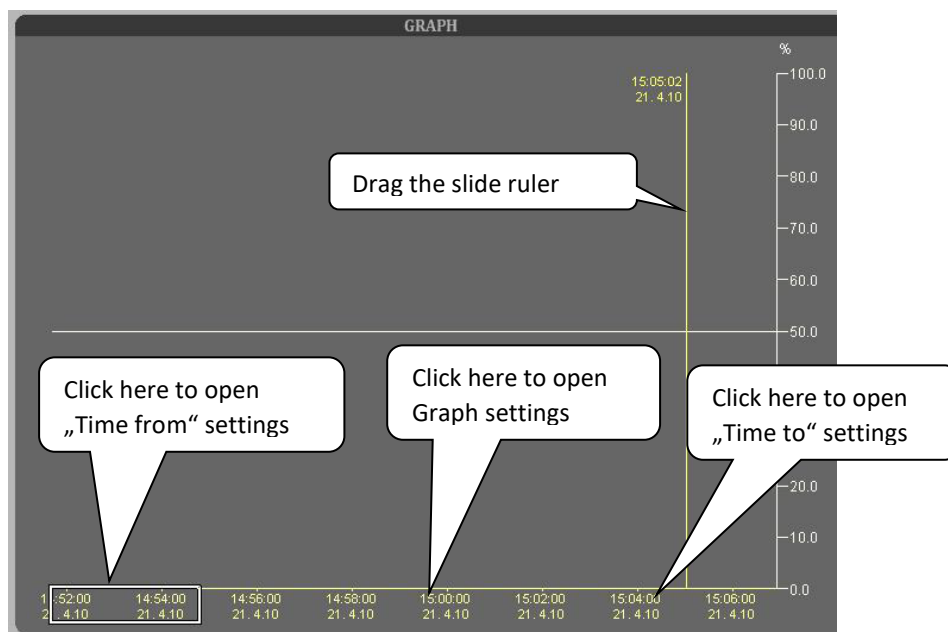 GRAPH
%
15:05:02
21. 4.10
100.0
90.0
80.0
70.0
60.0
50.0
20.0
10.0
0.0
Drag the slide ruler
Click here to open
„Time from“ settings
Click here to open
Graph settings
Click here to open
„Time to“ settings
:52:00 14:54:00 14:56:00 14:58:00 15:00:00 15:02:00 15:04:00 15:06:00
21. 4.10 21. 4.10 21. 4.10 21. 4.10 21. 4.10 21. 4.10 21. 4.10